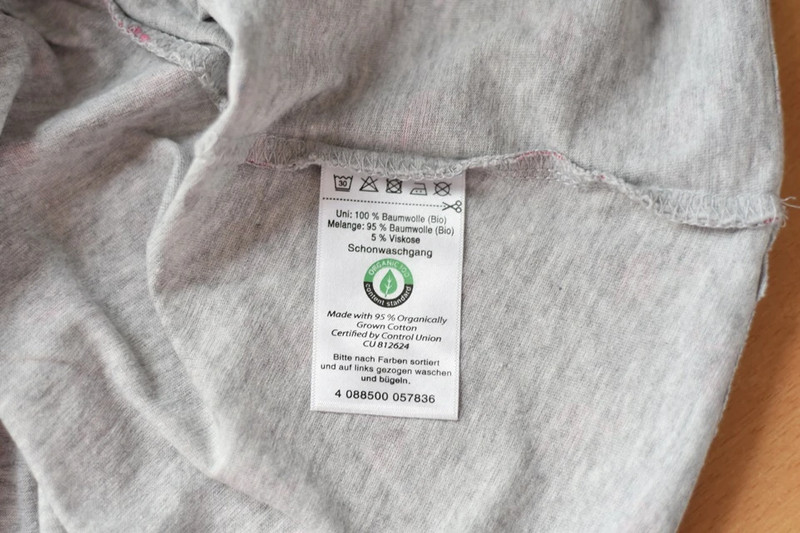 30
Uni: 100 % Baumwolle (Bio)
Melange: 95 % Baumwolle (Bio)
5 % Viskose
Schonwaschgang
ORGANIC 100
content standard
Made with 95 % Organically
Grown Cotton
Certified by Control Union
CU 812624
Bitte nach Farben sortiert
und auf links gezogen waschen
und bügeln.
4 088500 057836